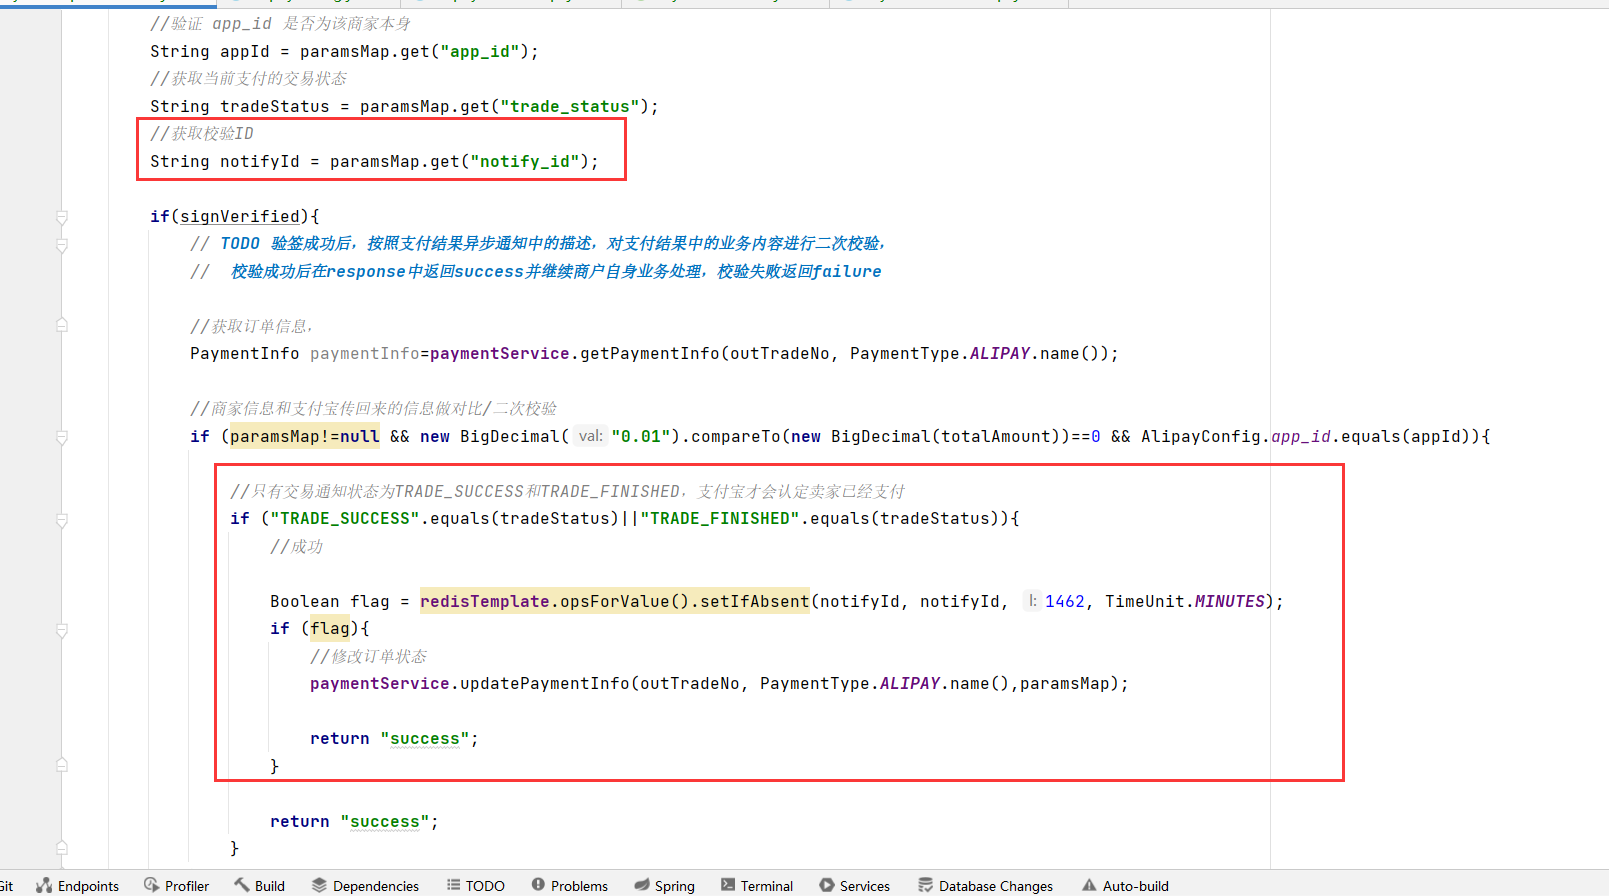 //验证 app_id 是否为该商家本身
String appId = paramsMap.get("app_id");
//获取当前支付的交易状态
String tradeStatus = paramsMap.get("trade_status");
//获取校验ID
String notifyId = paramsMap.get("notify_id");
if(signVerified){
// TODO 验签成功后，按照支付结果异步通知中的描述，对支付结果中的业务内容进行二次校验，
//  校验成功后在response中返回success并继续商户自身业务处理，校验失败返回failure
//获取订单信息，
PaymentInfo paymentInfo=paymentService.getPaymentInfo(outTradeNo, PaymentType.ALIPAY.name());
//商家信息和支付宝传回来的信息做对比/二次校验
if (paramsMap!=null && new BigDecimal( val: "0.01").compareTo(new BigDecimal(totalAmount))==0 && AlipayConfig.app_id.equals(appId)){
//只有交易通知状态为TRADE_SUCCESS和TRADE_FINISHED，支付宝才会认定卖家已经支付
if ("TRADE_SUCCESS".equals(tradeStatus)||"TRADE_FINISHED".equals(tradeStatus)){
//成功
Boolean flag = redisTemplate.opsForValue().setIfAbsent(notifyId, notifyId, l: 1462, TimeUnit.MINUTES);
if (flag){
//修改订单状态
paymentService.updatePaymentInfo(outTradeNo, PaymentType.ALIPAY.name(),paramsMap);
return "success";
}
return "success";
}
Git Endpoints Profiler Build Dependencies TODO Problems Spring Terminal Services Database Changes Auto-build